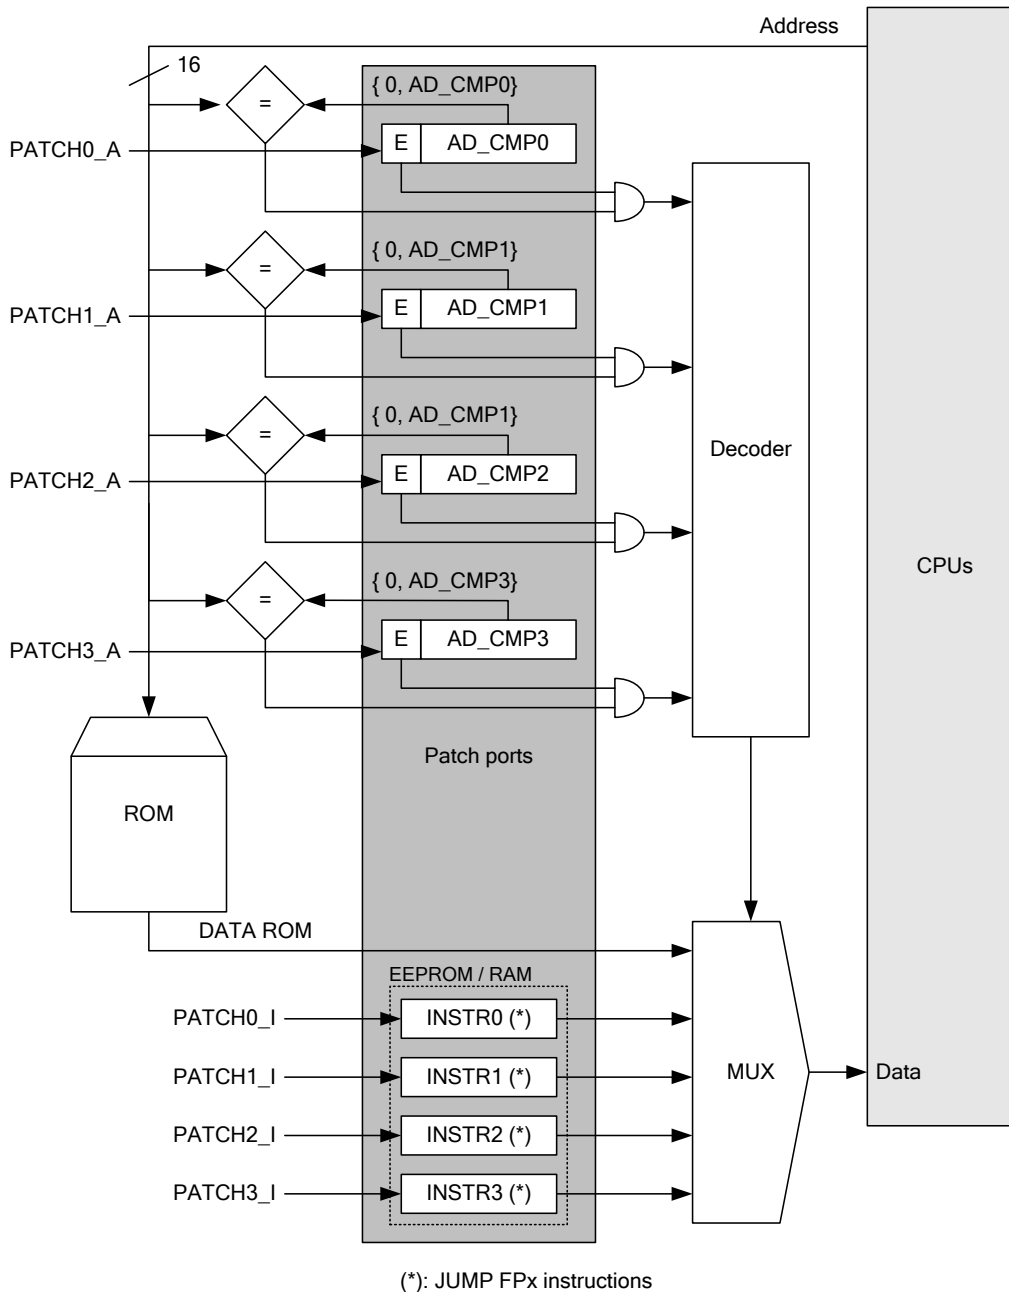 Address
16
{ 0, AD_CMP0}
=
PATCH0_A
E AD_CMP0
{ 0, AD_CMP1}
=
PATCH1_A
E AD_CMP1
{ 0, AD_CMP1}
=
PATCH2_A
E AD_CMP2
Decoder
CPUs
{ 0, AD_CMP3}
=
PATCH3_A
E AD_CMP3
Patch ports
ROM
DATA ROM
EEPROM / RAM
PATCH0_I
INSTR0 (*)
PATCH1_I
INSTR1 (*)
MUX
Data
PATCH2_I
INSTR2 (*)
PATCH3_I
INSTR3 (*)
(*): JUMP FPx instructions